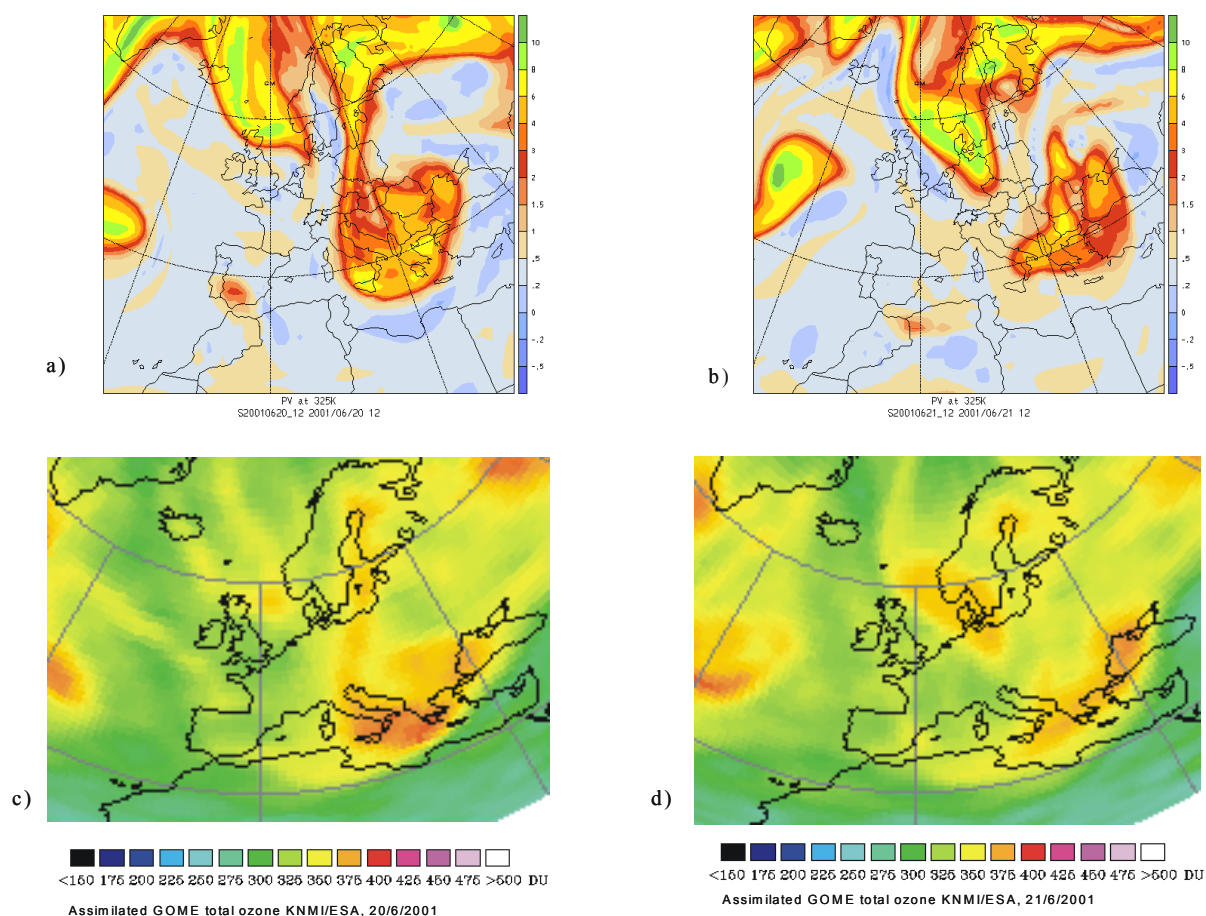 10
8
6
4
3
2
1.5
1
.5
.2
0
-.2
-.5
a)
PV at 325K
S20010620_12 2001/06/20 12
10
8
6
4
3
2
1.5
1
.5
.2
0
-.2
-.5
b)
PV at 325K
S20010621_12 2001/06/21 12
c)
<150 175 200 225 250 275 300 325 350 375 400 425 450 475 >500 DU
Assimilated GOME total ozone KNMI/ESA, 20/6/2001
d)
<150 175 200 225 250 275 300 325 350 375 400 425 450 475 >500 DU
Assimilated GOME total ozone KNMI/ESA, 21/6/2001